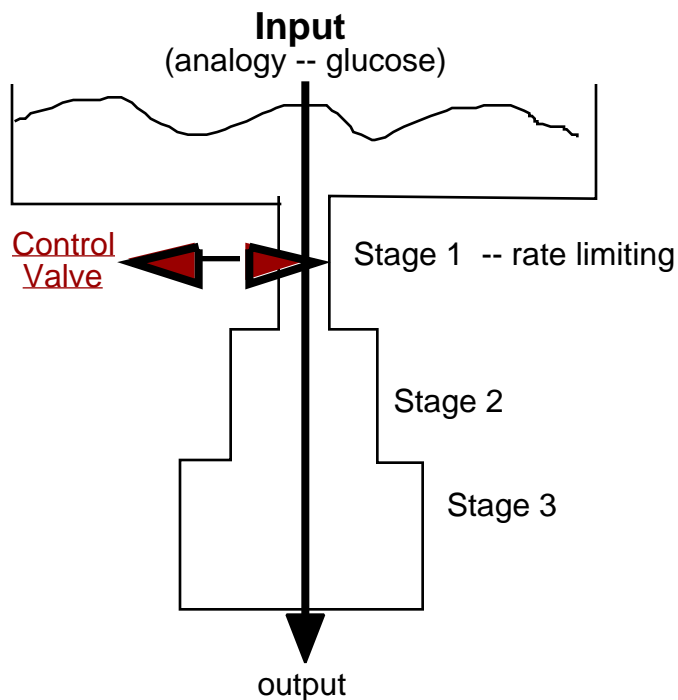 Input
(analogy -- glucose)
Control
Valve
Stage 1 -- rate limiting
Stage 2
Stage 3
output